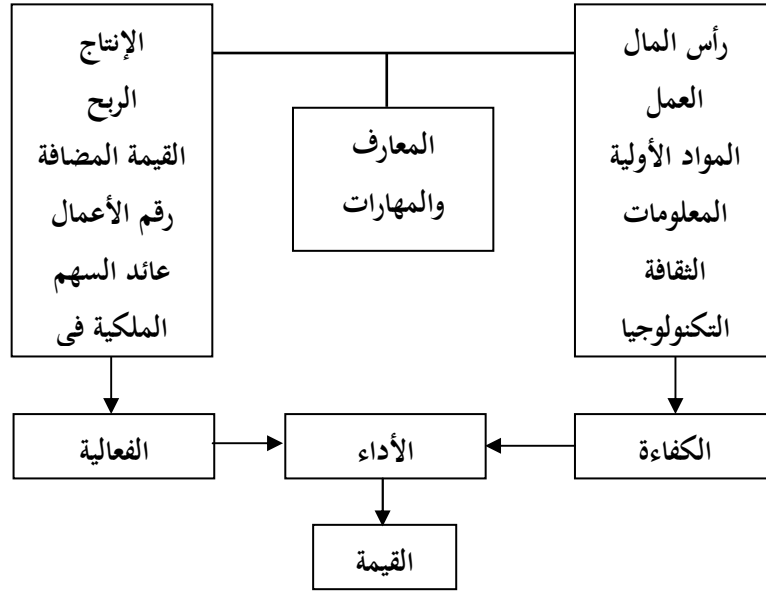 رأس المال
العمل
المواد الأولية
المعلومات
الثقافة
التكنولوجيا
المعارف
والمهارات
الإنتاج
الربح
القيمة المضافة
رقم الأعمال
عائد السهم
الملكية في
الكفاءة
الأداء
الفعالية
القيمة